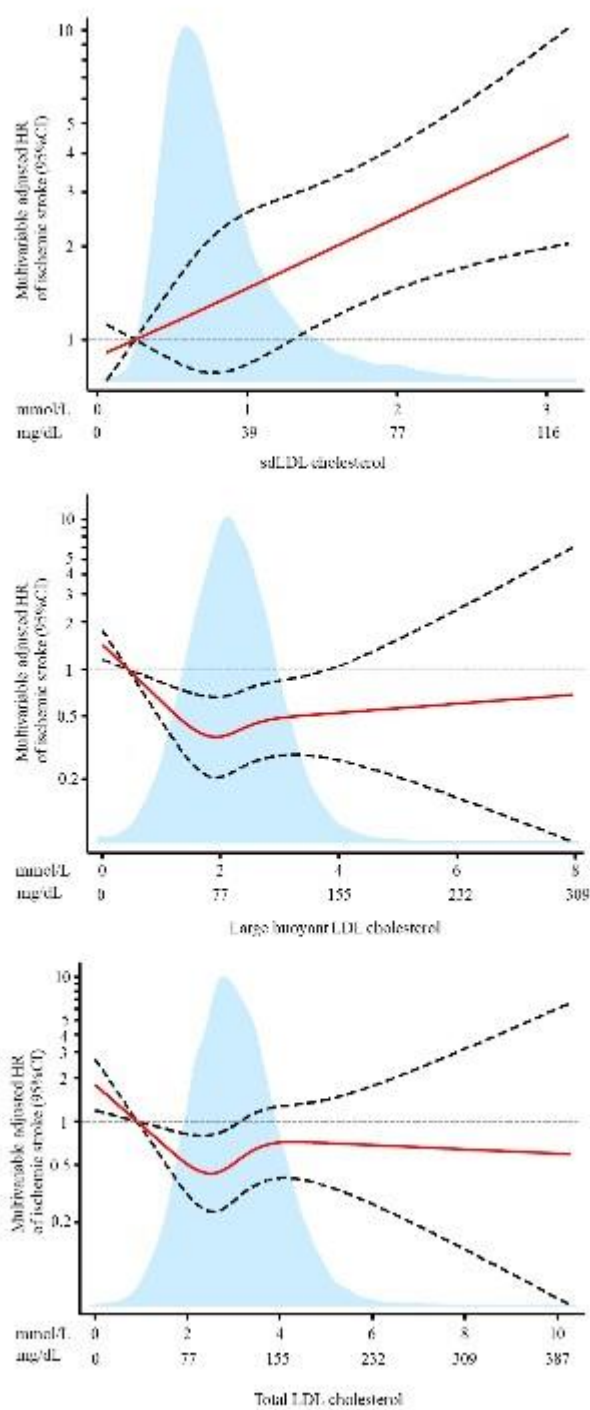 10
5
4
3
2
1
Multivariable adjusted HR
of ischemic stroke (95%CI)
mmol/L 0 1 2 3
mg/dL 0 39 77 116
sdLDL cholesterol
10
5
4
3
2
1
0.5
0.2
Multivariable adjusted HR
of ischemic stroke (95%CI)
mmol/L 0 2 4 6 8
mg/dL 0 77 155 232 309
Large buoyant LDL cholesterol
10
5
4
3
2
1
0.5
0.2
Multivariable adjusted HR
of ischemic stroke (95%CI)
mmol/L 0 2 4 6 8 10
mg/dL 0 77 155 232 309 387
Total LDL cholesterol